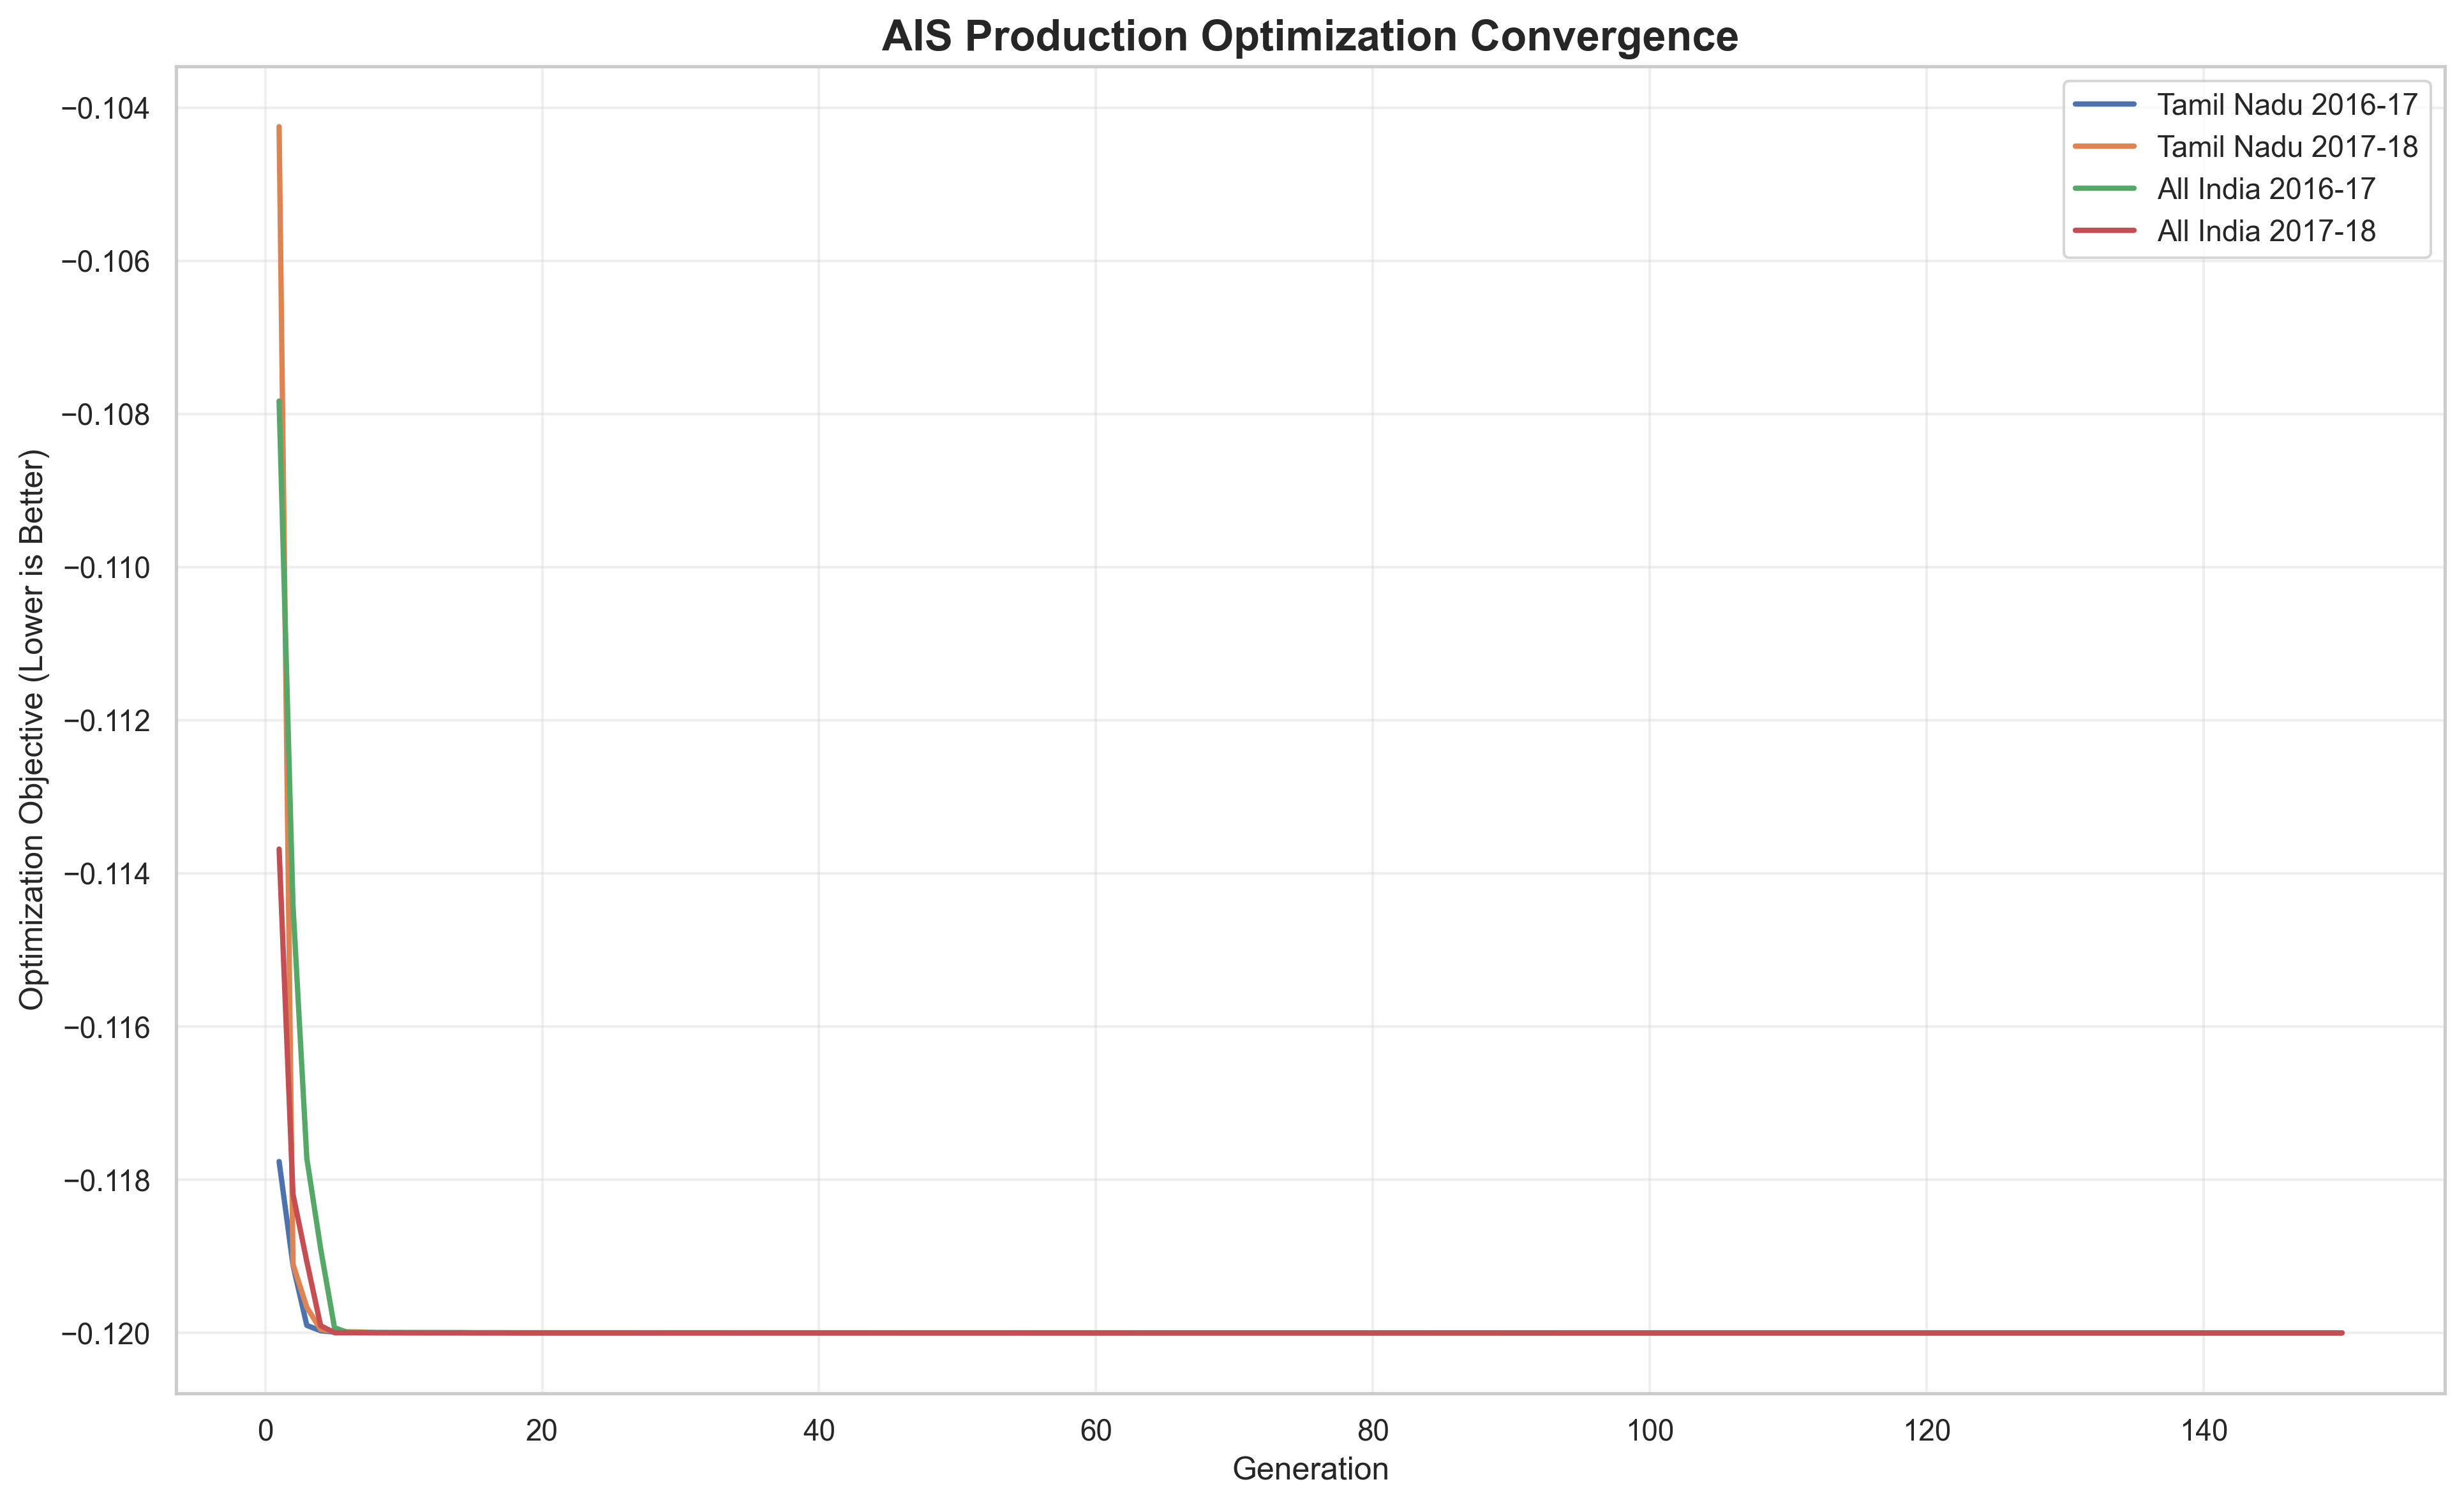 AIS Production Optimization Convergence
Tamil Nadu 2016-17
Tamil Nadu 2017-18
All India 2016-17
All India 2017-18
Optimization Objective (Lower is Better)
−0.104
−0.106
−0.108
−0.110
−0.112
−0.114
−0.116
−0.118
−0.120
0 20 40 60 80 100 120 140
Generation